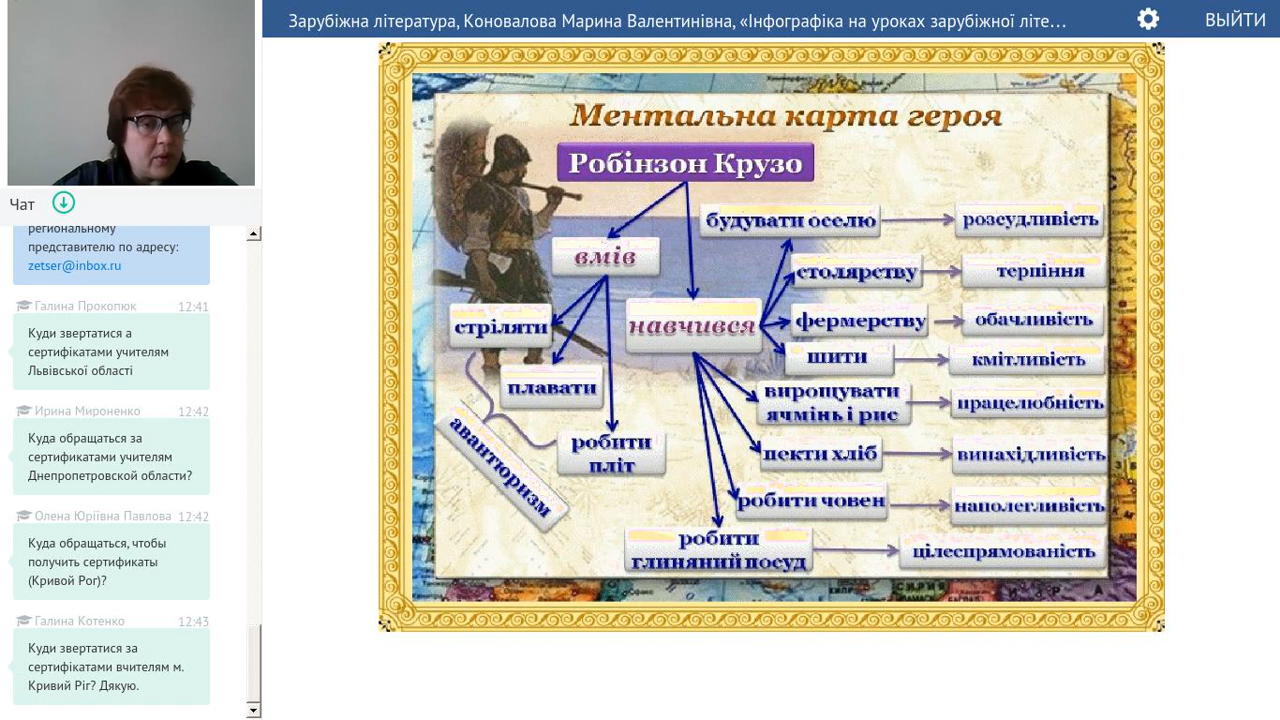 Зарубіжна література, Коновалова Марина Валентинівна, «Інфографіка на уроках зарубіжної літе...
ВЫЙТИ
Чат
региональному
представителю по адресу:
zetser@inbox.ru
Галина Прокопюк 12:41
Куди звертатися а
сертифікатами учителям
Львівської області
Ирина Мироненко 12:42
Куда обращаться за
сертификатами учителям
Днепропетровской области?
Олена Юріївна Павлова 12:42
Куда обращаться, чтобы
получить сертификаты
(Кривой Рог)?
Галина Котенко 12:43
Куди звертатися за
сертифікатами вчителям м.
Кривий Ріг? Дякую.
Ментальна карта героя
Робінзон Крузо
вмів
стріляти
плавати
робити
пліт
авантюризм
навчився
будувати оселю
розсудливість
столярству
терпіння
фермерству
обачливість
шити
кмітливість
вирощувати
ячмінь і рис
працелюбність
пекти хліб
винахідливість
робити човен
наполегливість
робити
глиняний посуд
цілеспрямованість
СИРИЯ